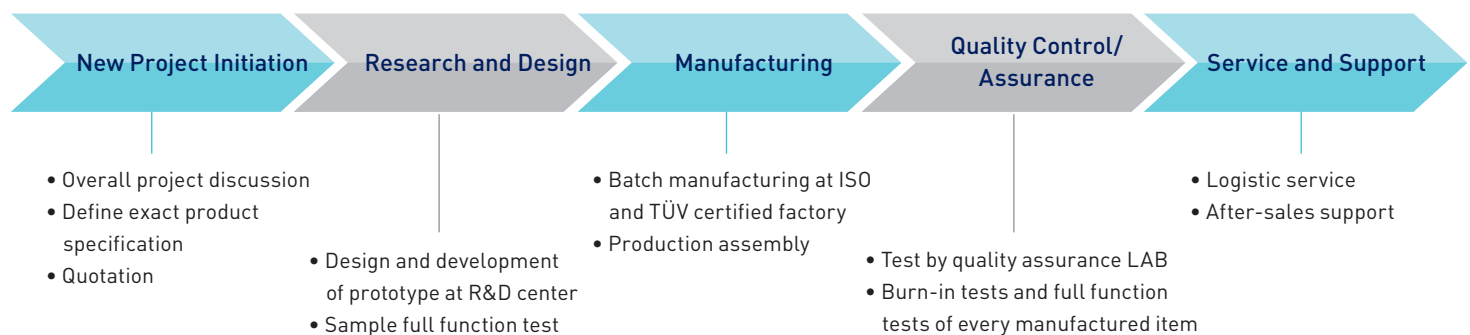 New Project Initiation
Research and Design
Manufacturing
Quality Control/
Assurance
Service and Support
• Overall project discussion
• Define exact product
specification
• Quotation
• Design and development
of prototype at R&D center
• Sample full function test
• Batch manufacturing at ISO
and TÜV certified factory
• Production assembly
• Test by quality assurance LAB
• Burn-in tests and full function
tests of every manufactured item
• Logistic service
• After-sales support